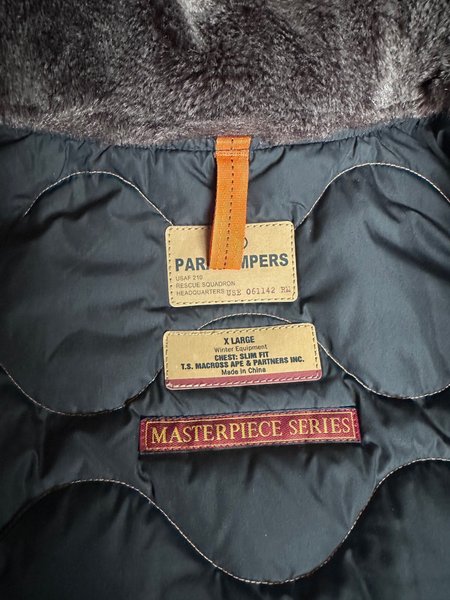 PAR MPERS
USAF 210
RESCUE SQUADRON
HEADQUARTERS USE 061142 RM
X LARGE
Winter Equipment
CHEST: SLIM FIT
T.S. MACROSS APE & PARTNERS INC.
Made in China
MASTERPIECE SERIES